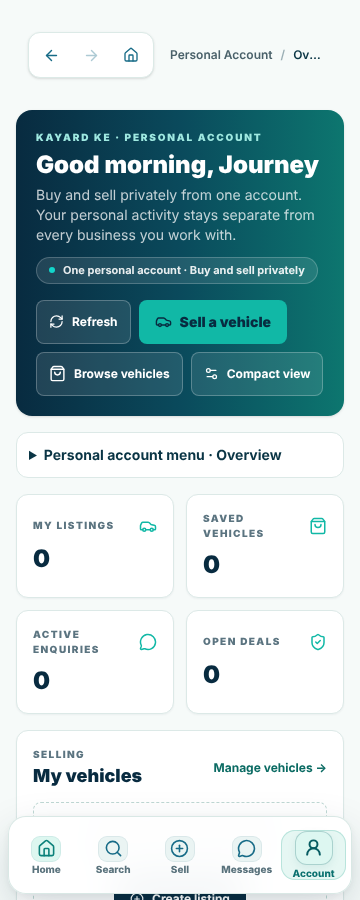 Personal Account / Ov...
KAYARD KE · PERSONAL ACCOUNT
Good morning, Journey
Buy and sell privately from one account.
Your personal activity stays separate from
every business you work with.
One personal account · Buy and sell privately
Refresh
Sell a vehicle
Browse vehicles
Compact view
Personal account menu · Overview
MY LISTINGS
0
SAVED
VEHICLES
0
ACTIVE
ENQUIRIES
0
OPEN DEALS
0
SELLING
My vehicles
Manage vehicles →
Create listing
Home
Search
Sell
Messages
Account